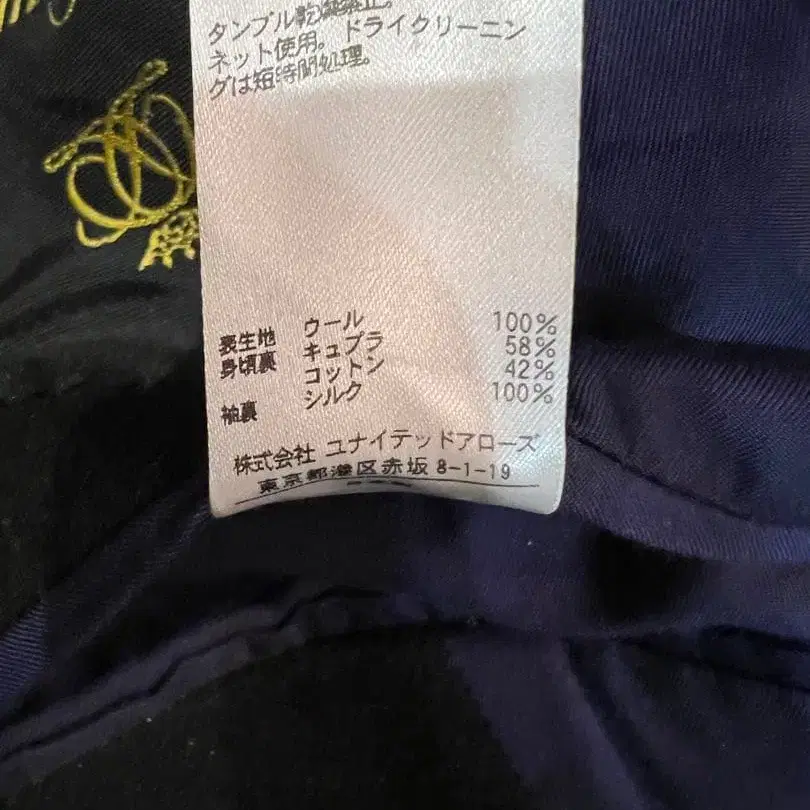 タンブル乾燥禁止。
ネット使用。ドライクリーニン
グは短時間処理。
表生地 ウール 100%
身頃裏 キュプラ 58%
コットン 42%
袖裏 シルク 100%
株式会社 ユナイテッドアローズ
東京都港区赤坂 8-1-19